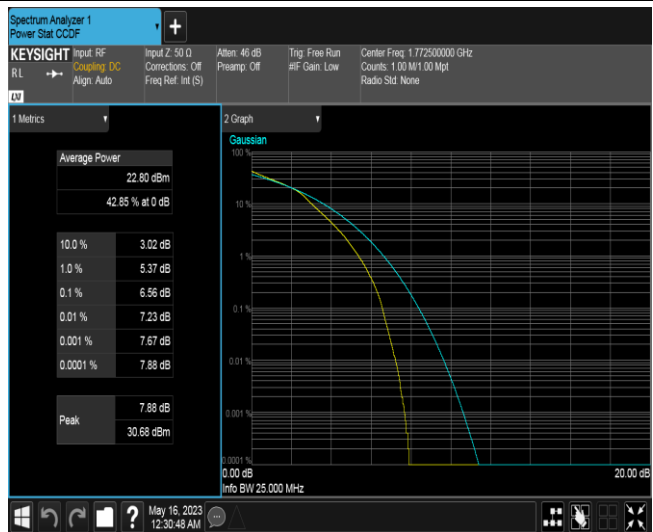 Spectrum Analyzer 1
Power Stat CCDF
+
KEYSIGHT
RL
LXI
Input: RF
Coupling: DC
Align: Auto
Input Z: 50 Ω
Corrections: Off
Freq Ref: Int (S)
Atten: 46 dB
Preamp: Off
Trig: Free Run
#IF Gain: Low
Center Freq: 1.772500000 GHz
Counts: 1.00 M/1.00 Mpt
Radio Std: None
1 Metrics
Average Power
22.80 dBm
42.85 % at 0 dB
10.0 % 3.02 dB
1.0 % 5.37 dB
0.1 % 6.56 dB
0.01 % 7.23 dB
0.001 % 7.67 dB
0.0001 % 7.88 dB
Peak
7.88 dB
30.68 dBm
2 Graph
Gaussian
100 %
10 %
1 %
0.1 %
0.01 %
0.001 %
0.0001 %
0.00 dB 20.00 dB
Info BW 25.000 MHz
?
May 16, 2023
12:30:48 AM